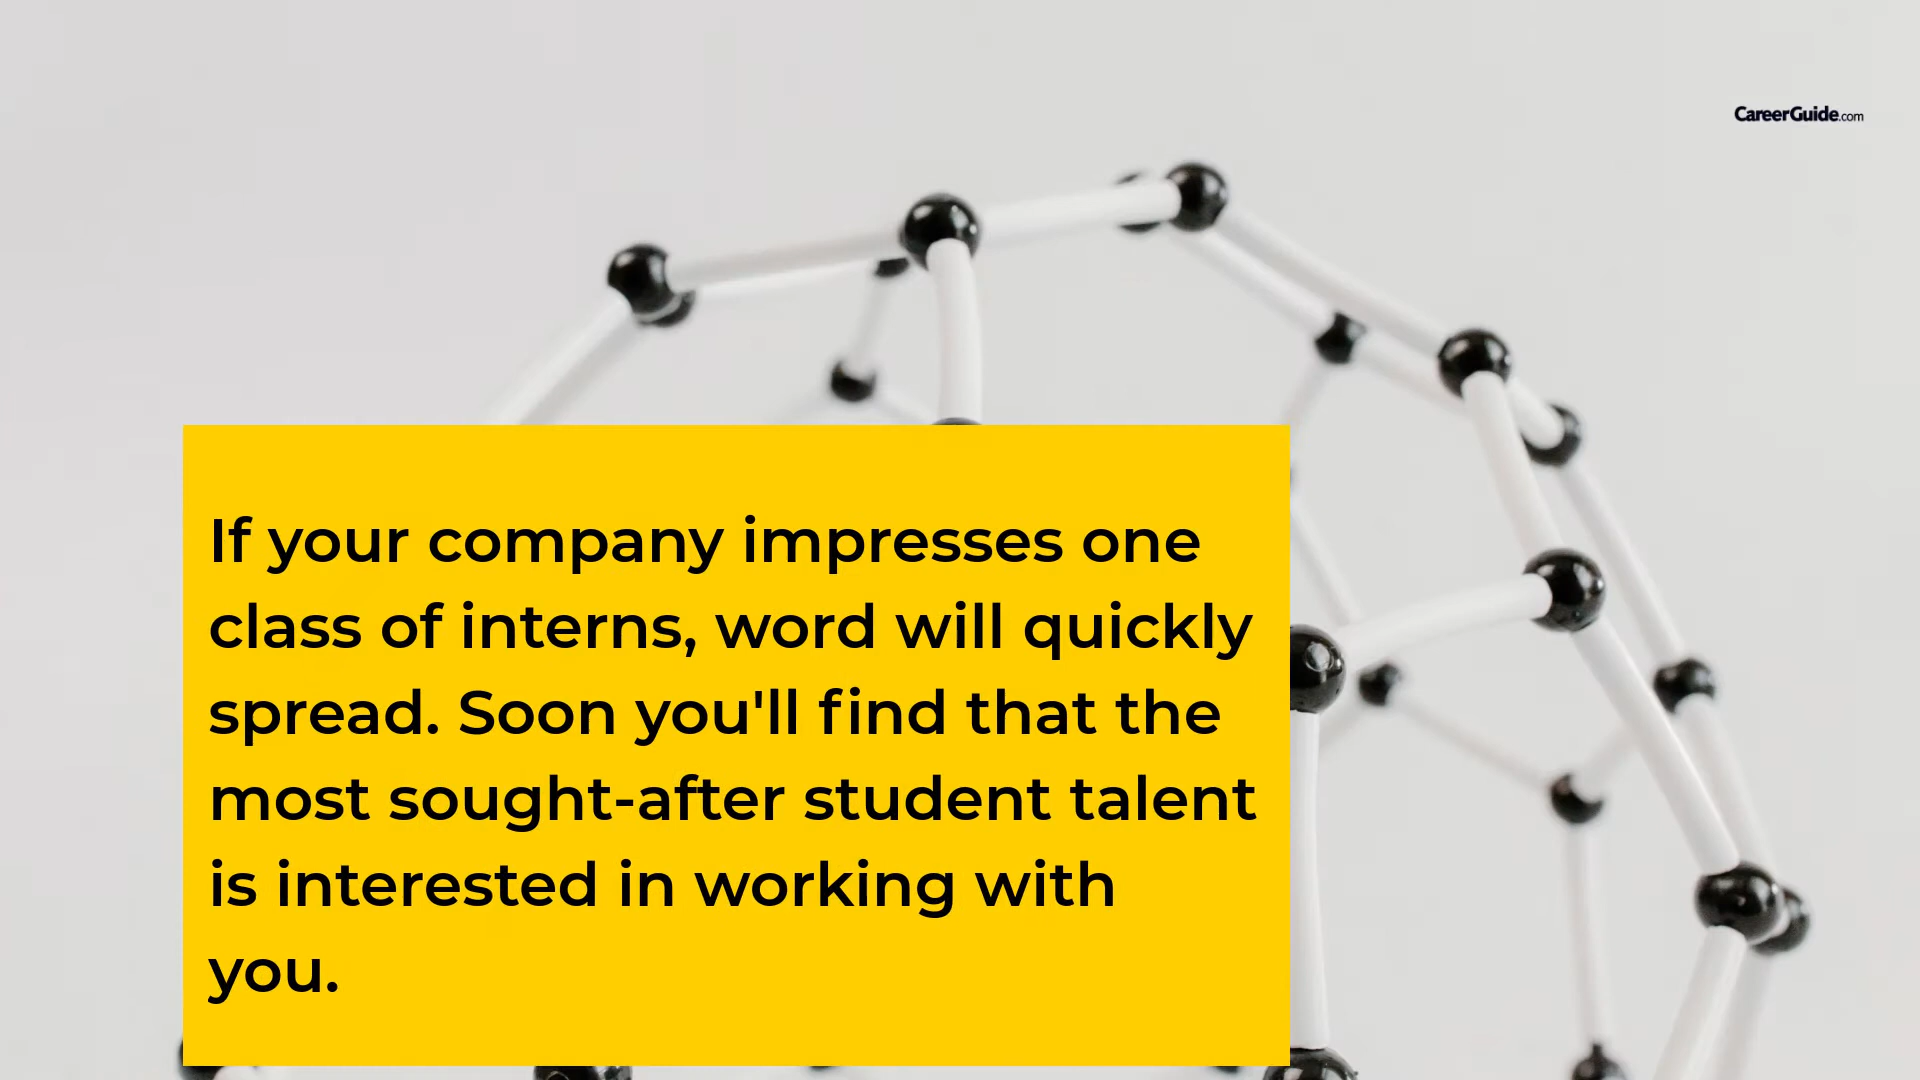 CareerGuide.com
If your company impresses one
class of interns, word will quickly
spread. Soon you'll find that the
most sought-after student talent
is interested in working with
you.